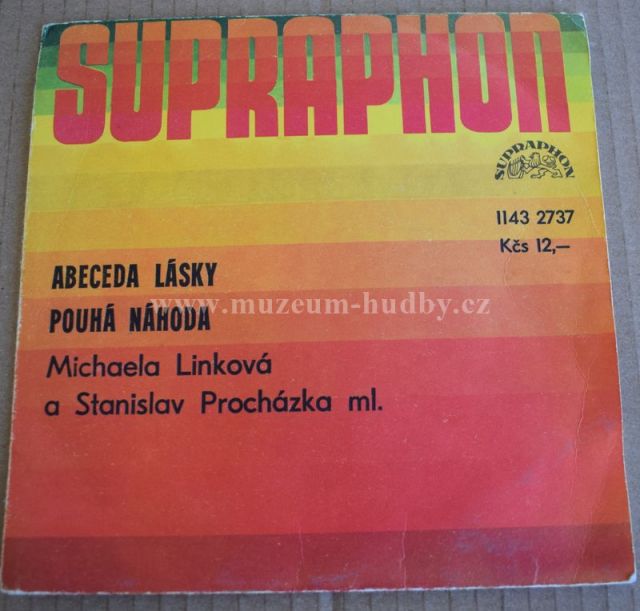 SUPRAPHON
SUPRAPHON
1143 2737
Kčs 12,—
ABECEDA LÁSKY
www.muzeum-hudby.cz
POUHÁ NÁHODA
Michaela Linková
a Stanislav Procházka ml.